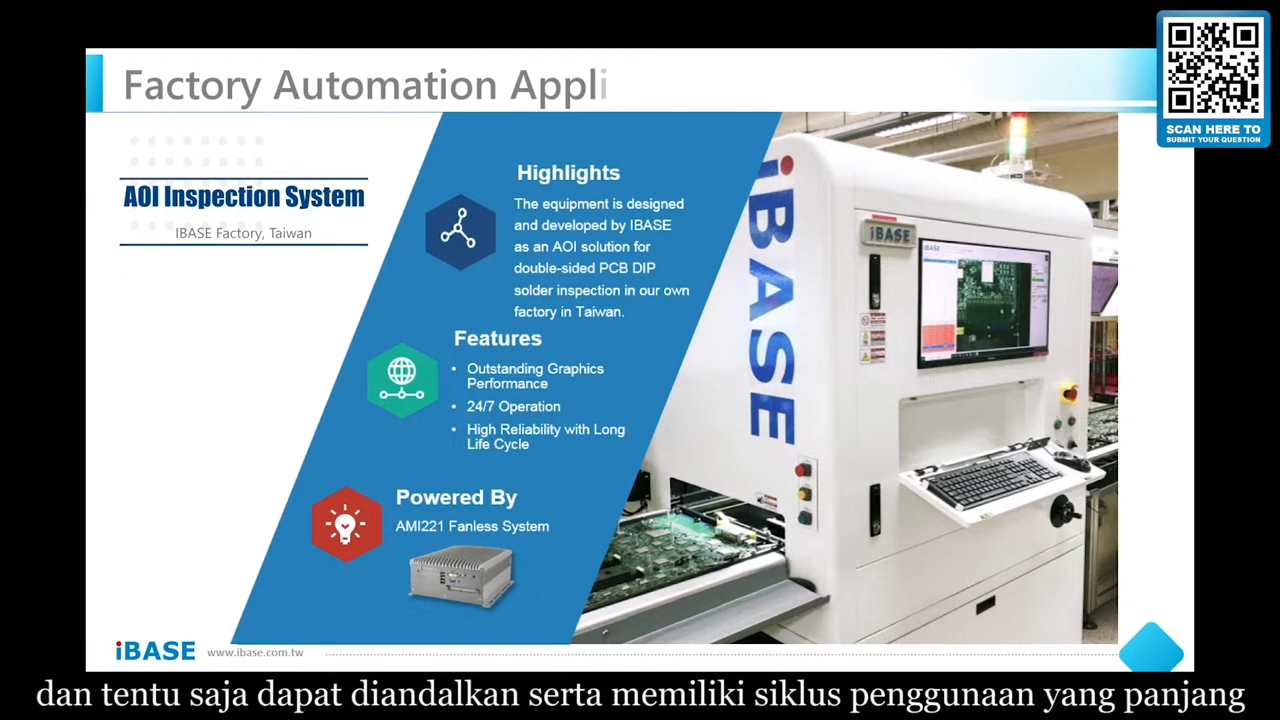 SCAN HERE TO
SUBMIT YOUR QUESTION
Factory Automation Appli
AOI Inspection System
IBASE Factory, Taiwan
Highlights
The equipment is designed
and developed by IBASE
as an AOI solution for
double-sided PCB DIP
solder inspection in our own
factory in Taiwan.
Features
• Outstanding Graphics
Performance
• 24/7 Operation
• High Reliability with Long
Life Cycle
Powered By
AMI221 Fanless System
iBASE
iBASE
iBASE
www.ibase.com.tw
dan tentu saja dapat diandalkan serta memiliki siklus penggunaan yang panjang